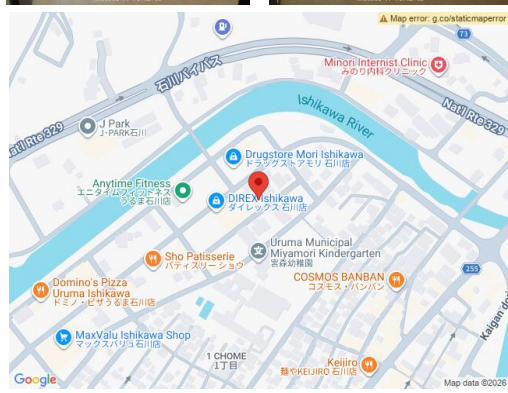 Map error: g.co/staticmaperror
73
Minori Internist Clinic
みのり内科クリニック
石川バイパス
Nat'l Rte 329
Ishikawa River
J Park
J-PARK石川
at'l Rte329
Drugstore Mori Ishikawa
ドラッグストアモリ 石川店
Anytime Fitness
エニタイムフィットネス
うるま石川店
DIREX Ishikawa
ダイレックス 石川店
Uruma Municipal
Miyamori Kindergarten
宮森幼稚園
Sho Patisserie
パティスリー ショウ
255
COSMOS BANBAN
コスモス・バンバン
Domino's Pizza
Uruma Ishikawa
ドミノ・ピザうるま石川店
Kaigan do
MaxValu Ishikawa Shop
マックスバリュ石川店
1 CHOME
1丁目
Keijiro
麺やKEIJIRO 石川店
Google
Map data ©2026